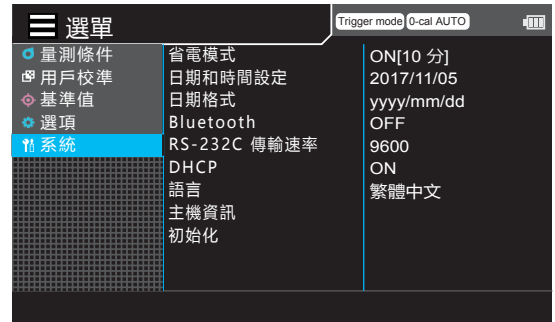 選單
Trigger mode 0-cal AUTO
量測條件
用戶校準
基準值
選項
系統
省電模式 ON[10 分]
日期和時間設定 2017/11/05
日期格式 yyyy/mm/dd
Bluetooth OFF
RS-232C 傳輸速率 9600
DHCP ON
語言 繁體中文
主機資訊
初始化